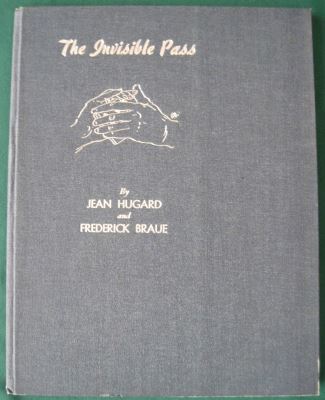 The Invisible Pass
By
JEAN HUGARD
and
FREDERICK BRAUE